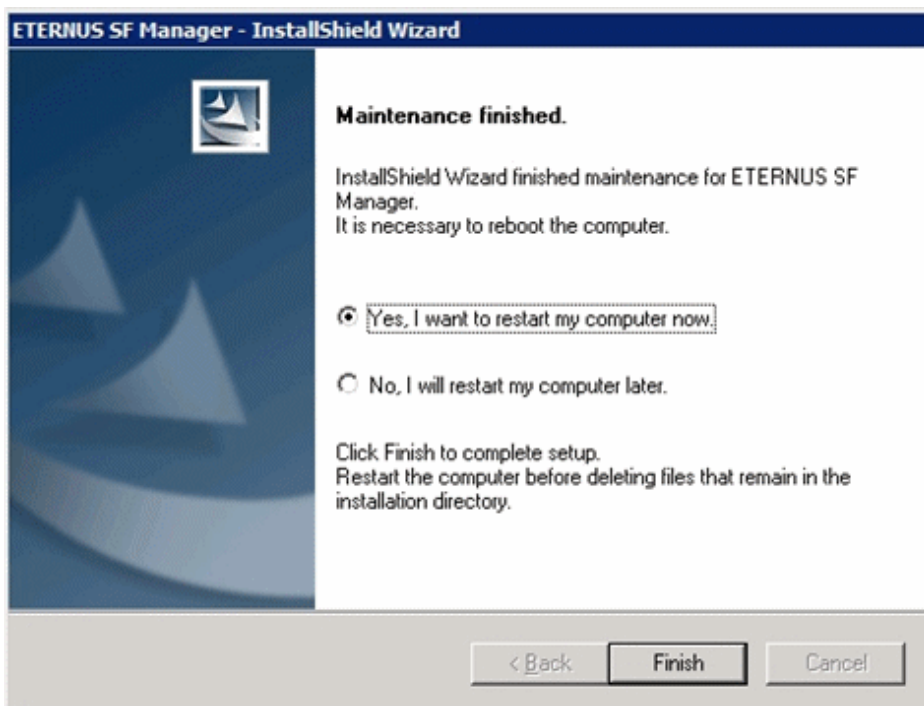 ETERNUS SF Manager - InstallShield Wizard
Maintenance finished.
InstallShield Wizard finished maintenance for ETERNUS SF
Manager.
It is necessary to reboot the computer.
Yes, I want to restart my computer now.
No, I will restart my computer later.
Click Finish to complete setup.
Restart the computer before deleting files that remain in the
installation directory.
< Back
Finish
Cancel